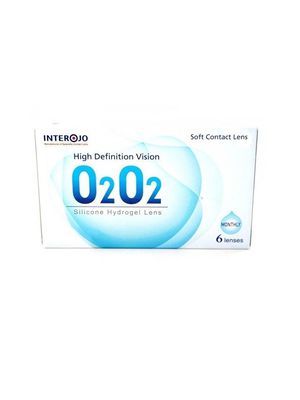 INTEROJO
Soft Contact Lens
High Definition Vision
O2O2
Silicone Hydrogel Lens
MONTHLY
6 lenses